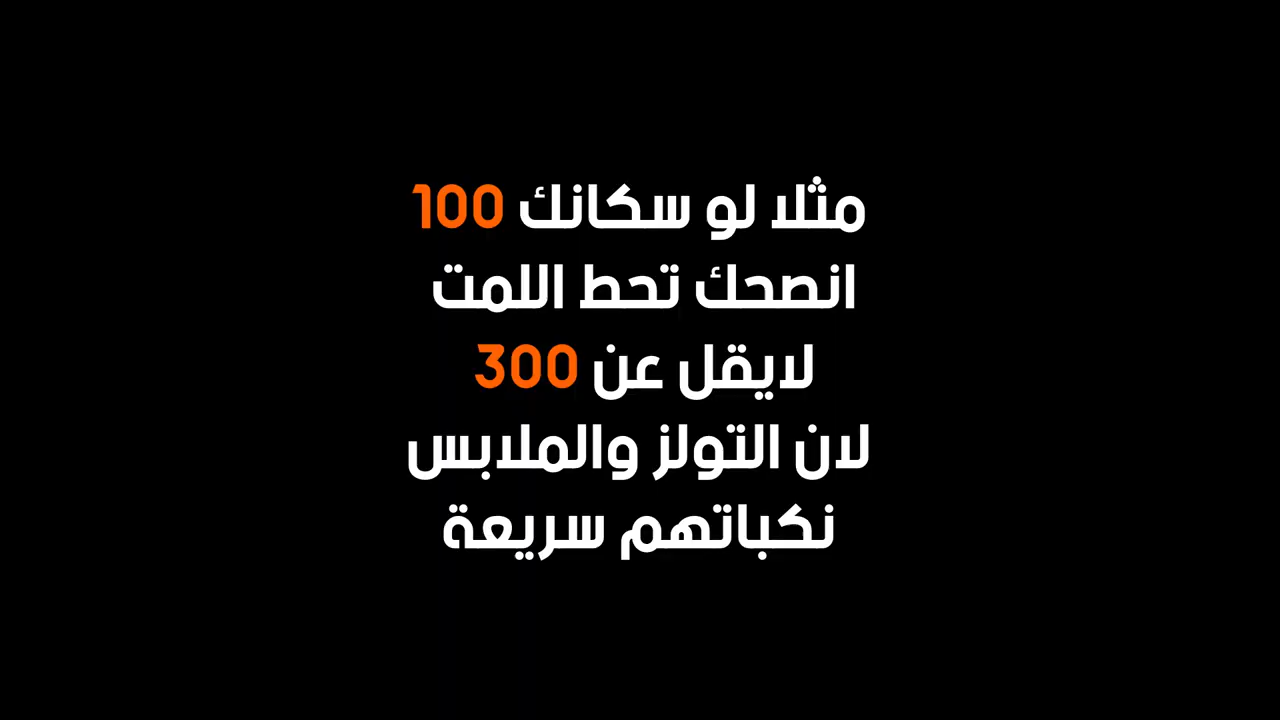 مثلا لو سكانك 100
انصحك تحط اللمت
لايقل عن 300
لان التولز والملابس
نكباتهم سريعة